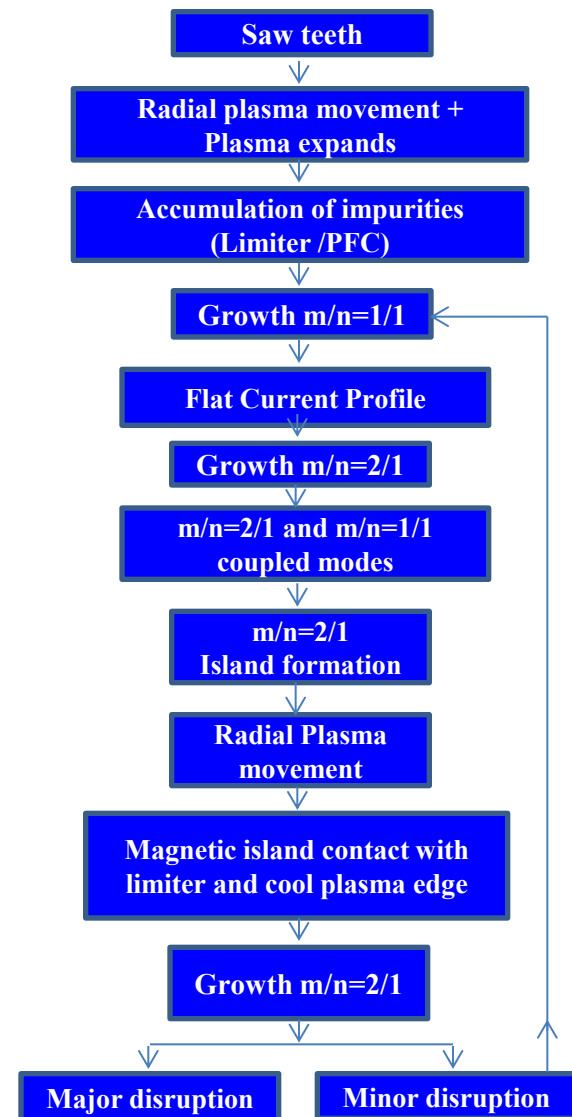 Saw teeth
Radial plasma movement +
Plasma expands
Accumulation of impurities
(Limiter /PFC)
Growth m/n=1/1
Flat Current Profile
Growth m/n=2/1
m/n=2/1 and m/n=1/1
coupled modes
m/n=2/1
Island formation
Radial Plasma
movement
Magnetic island contact with
limiter and cool plasma edge
Growth m/n=2/1
Major disruption
Minor disruption